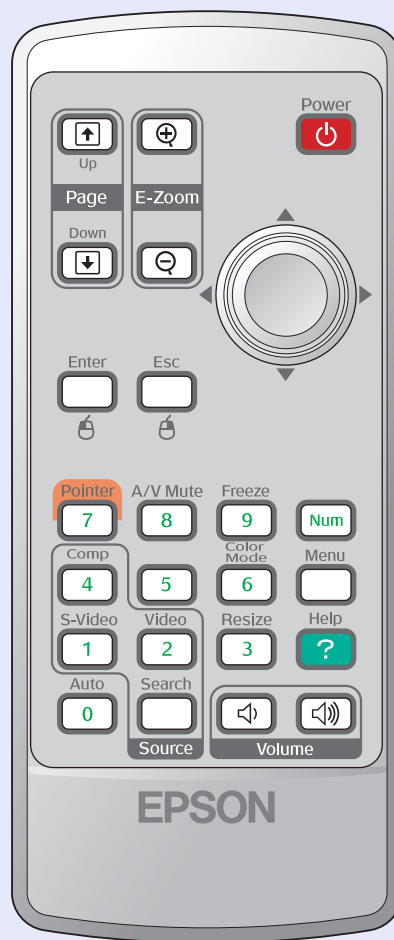 Power
Up
Page
E-Zoom
Down
Enter
Esc
Pointer
A/V Mute
Freeze
7
8
9
Num
Comp
Color
Mode
Menu
4
5
6
S-Video
Video
Resize
Help
1
2
3
?
Auto
Search
0
Source
Volume
EPSON